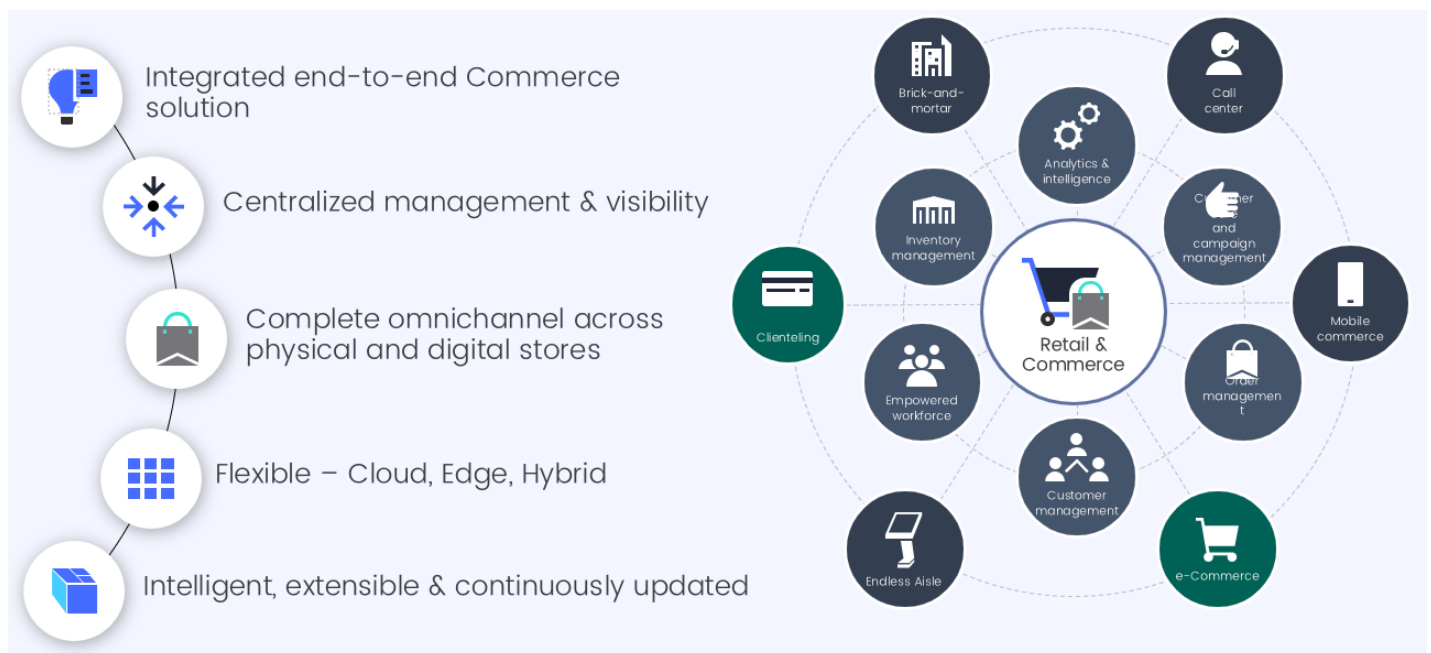 Integrated end-to-end Commerce
solution
Centralized management & visibility
Complete omnichannel across
physical and digital stores
Flexible – Cloud, Edge, Hybrid
Intelligent, extensible & continuously updated
Brick-and-
mortar
Call
center
Analytics &
intelligence
Inventory
management
and
campaign
management
Clienteling
Retail &
Commerce
Mobile
commerce
Empowered
workforce
Order
managemen
t
Customer
management
Endless Aisle
e-Commerce